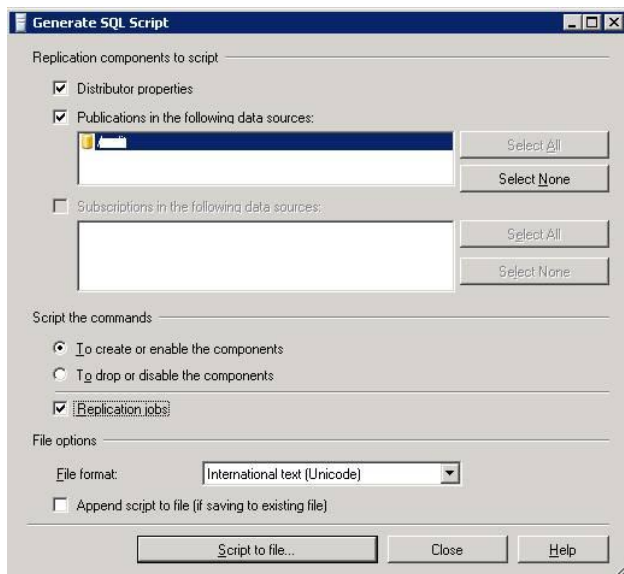 Generate SQL Script
Replication components to script
Distributor properties
Publications in the following data sources:
Select All
Select None
Subscriptions in the following data sources:
Select All
Select None
Script the commands
To create or enable the components
To drop or disable the components
Replication jobs
File options
File format:
International text (Unicode)
Append script to file (if saving to existing file)
Script to file...
Close
Help